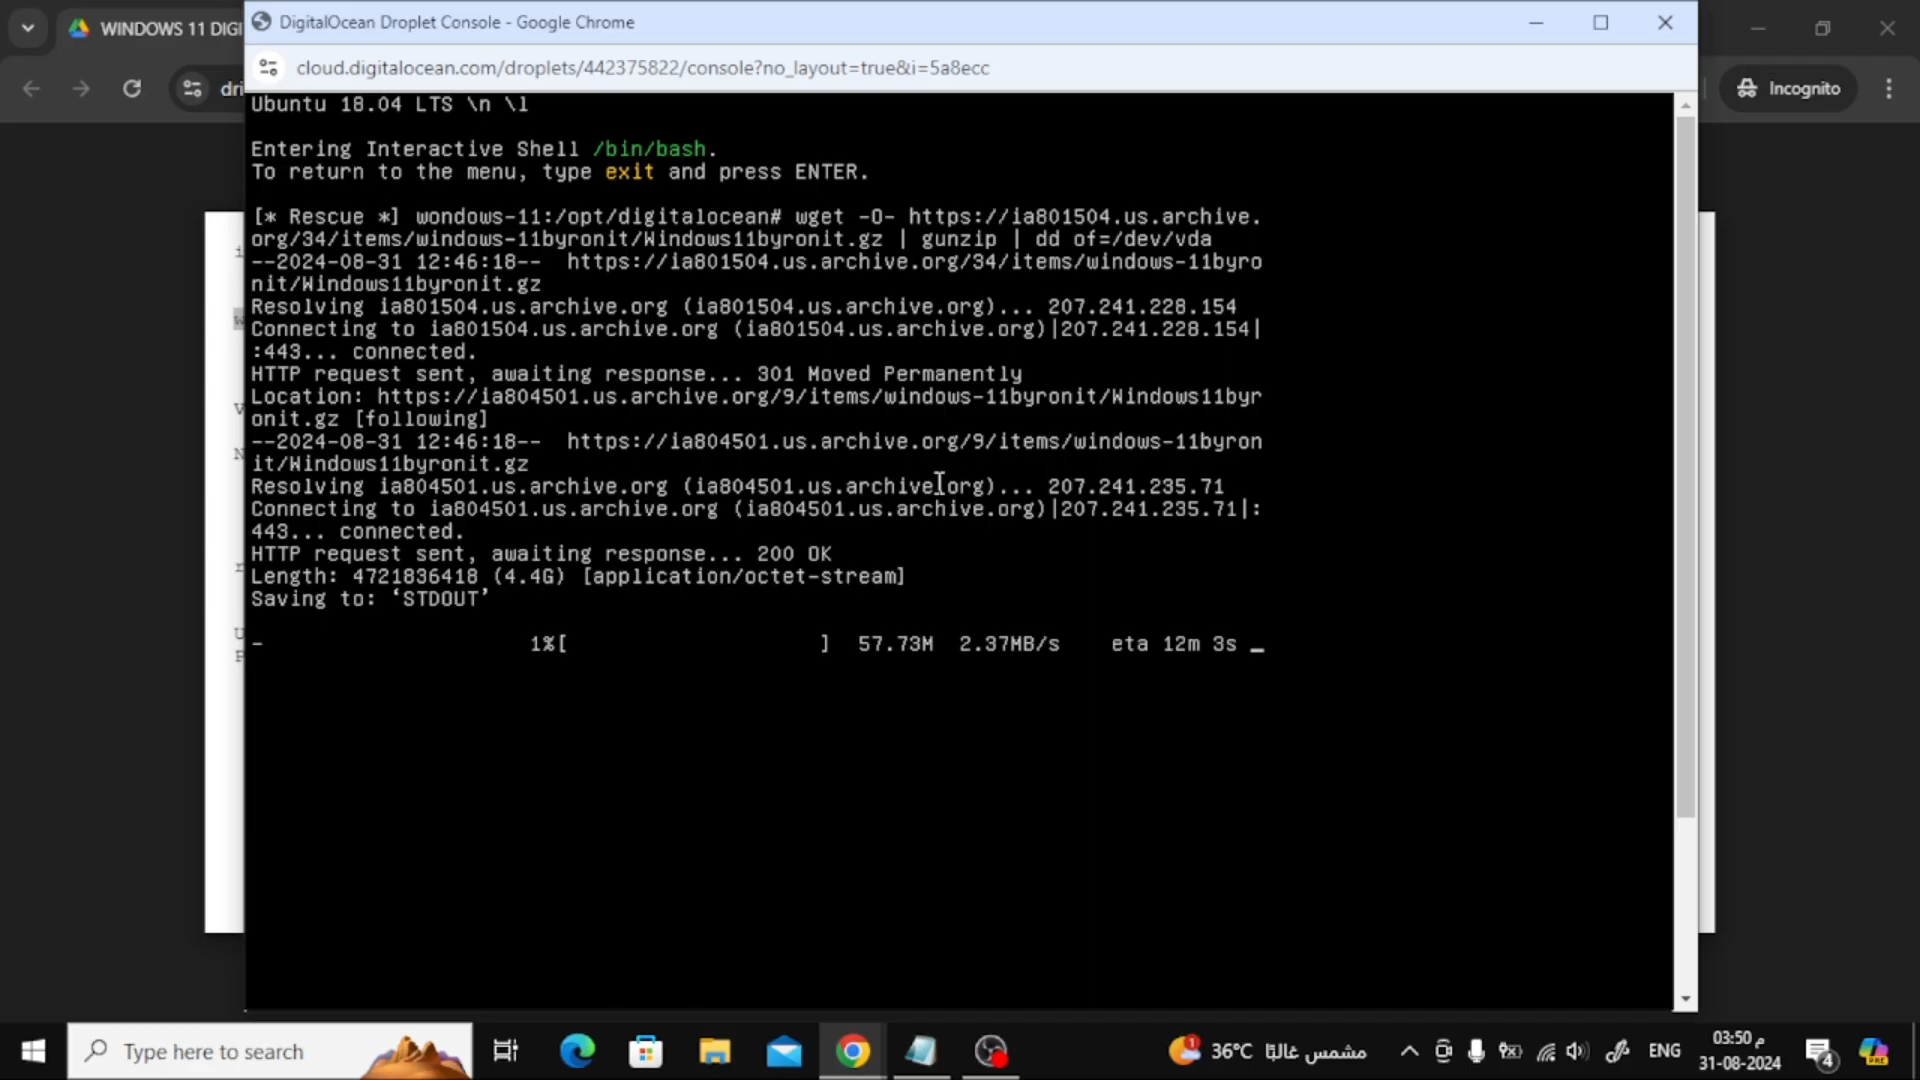 WINDOWS 11 DIGI
DigitalOcean Droplet Console - Google Chrome
cloud.digitalocean.com/droplets/442375822/console?no_layout=true&i=5a8ecc
dri
Incognito
Ubuntu 18.04 LTS \n \l
Entering Interactive Shell /bin/bash.
To return to the menu, type exit and press ENTER.
[* Rescue *] wondows-11:/opt/digitalocean# wget -O- https://ia801504.us.archive.
org/34/items/windows-11byronit/Windows11byronit.gz | gunzip | dd of=/dev/vda
--2024-08-31 12:46:18--  https://ia801504.us.archive.org/34/items/windows-11byro
nit/Windows11byronit.gz
Resolving ia801504.us.archive.org (ia801504.us.archive.org)... 207.241.228.154
Connecting to ia801504.us.archive.org (ia801504.us.archive.org)|207.241.228.154|
:443... connected.
HTTP request sent, awaiting response... 301 Moved Permanently
Location: https://ia804501.us.archive.org/9/items/windows-11byronit/Windows11byr
onit.gz [following]
--2024-08-31 12:46:18--  https://ia804501.us.archive.org/9/items/windows-11byron
it/Windows11byronit.gz
Resolving ia804501.us.archive.org (ia804501.us.archive.org)... 207.241.235.71
Connecting to ia804501.us.archive.org (ia804501.us.archive.org)|207.241.235.71|:
443... connected.
HTTP request sent, awaiting response... 200 OK
Length: 4721836418 (4.4G) [application/octet-stream]
Saving to: ‘STDOUT’
-                     1%[                    ]  57.73M  2.37MB/s    eta 12m 3s _
Type here to search
1
36°C مشمس غالبًا
ENG
03:50 م
31-08-2024
4
PRE